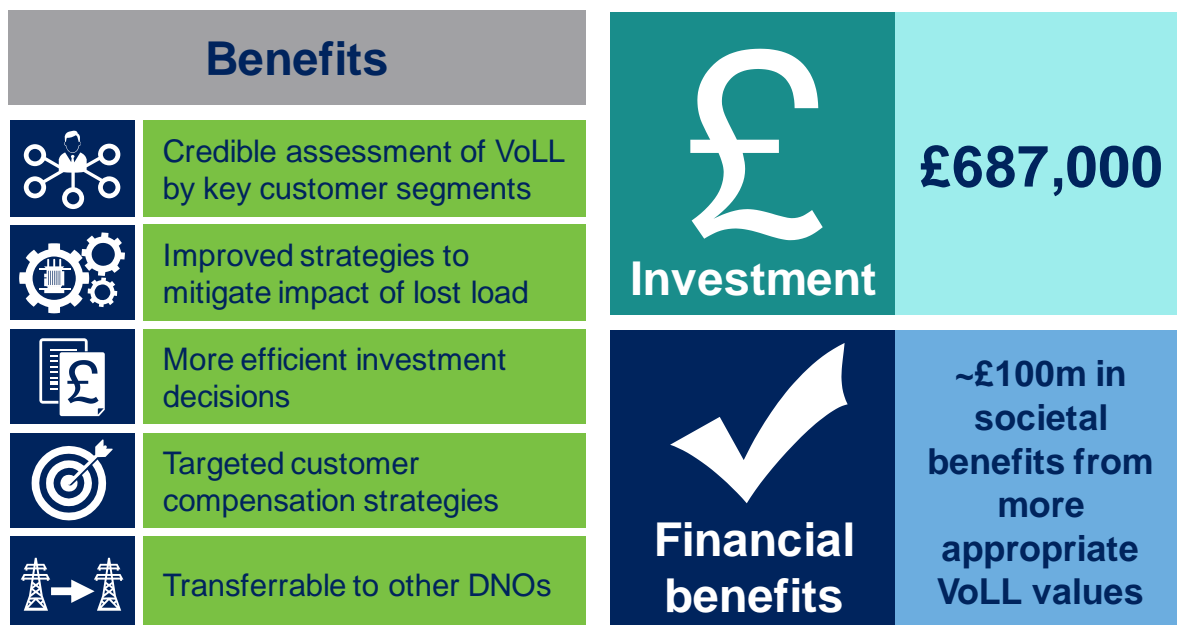 Benefits
Credible assessment of VoLL
by key customer segments
Improved strategies to
mitigate impact of lost load
£
More efficient investment
decisions
Targeted customer
compensation strategies
Transferrable to other DNOs
£
Investment
£687,000
Financial
benefits
~£100m in
societal
benefits from
more
appropriate
VoLL values